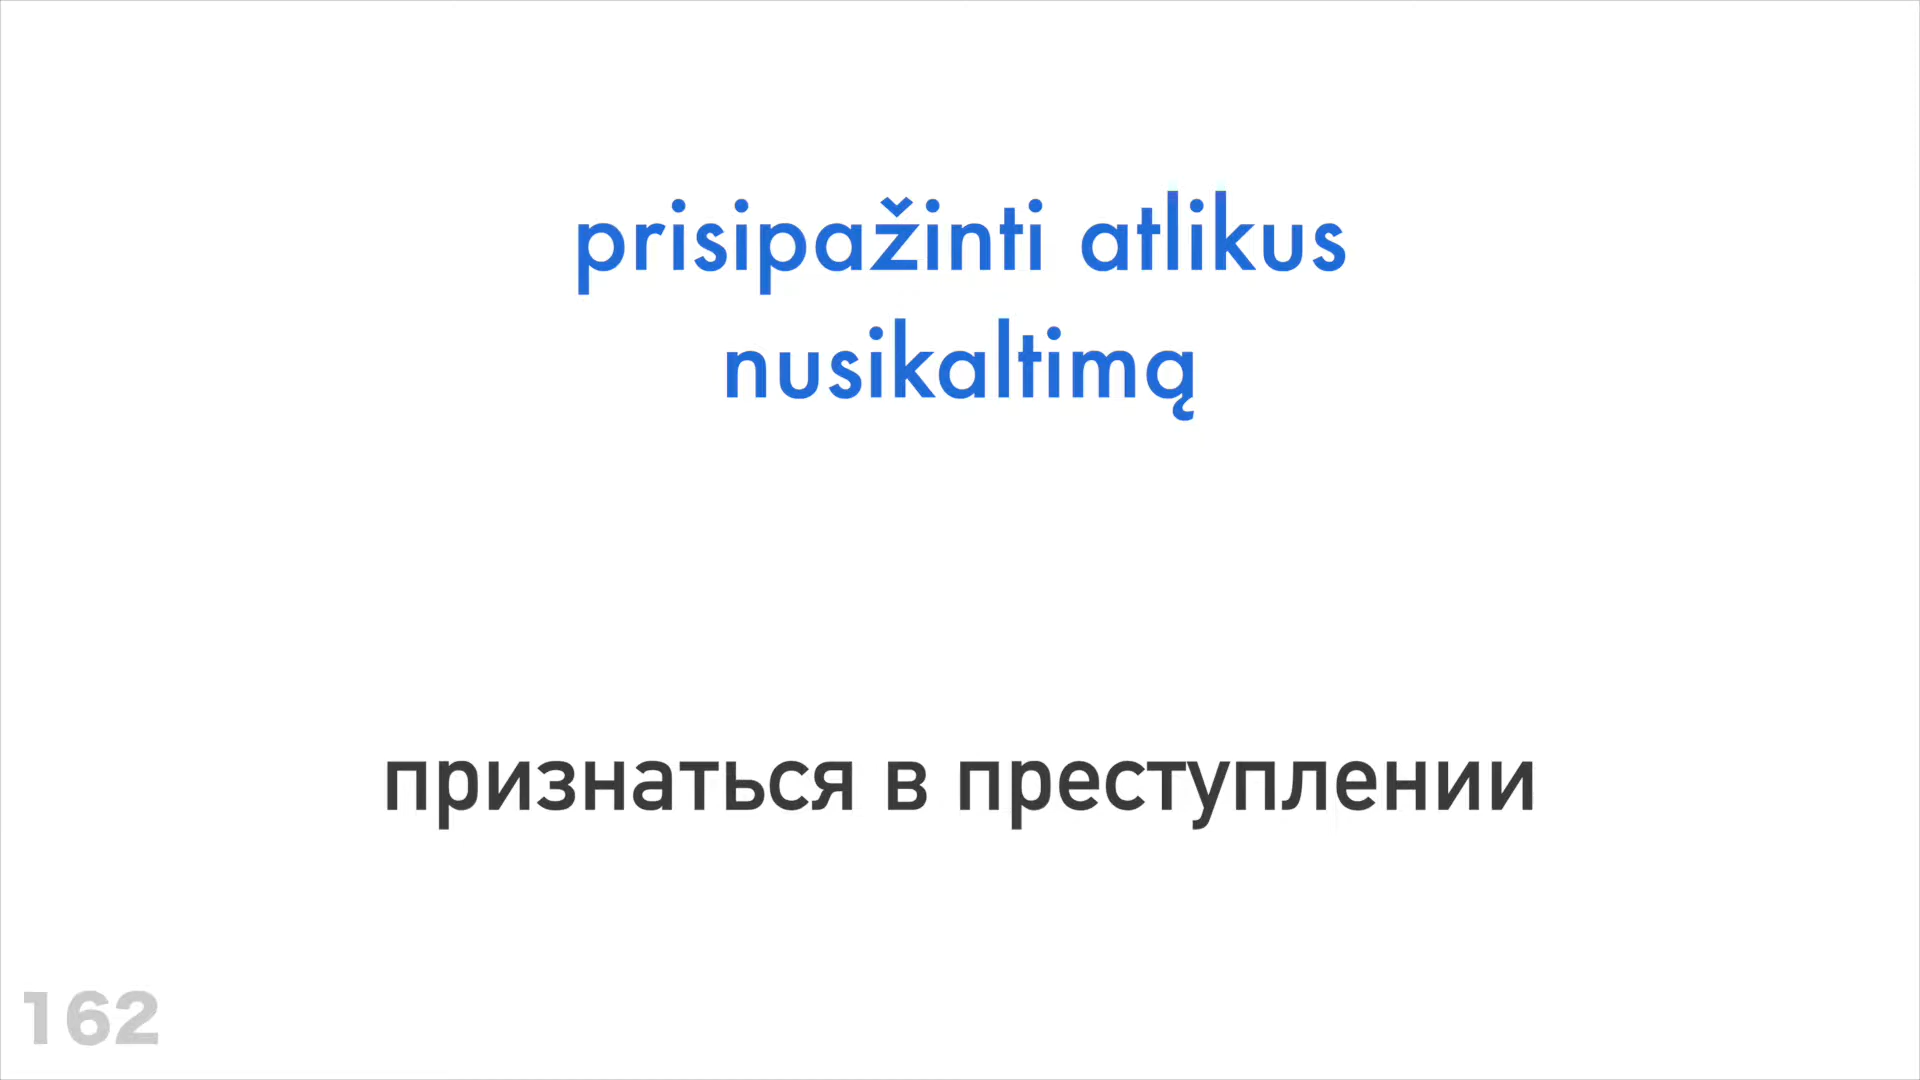 prisipažinti atlikus
nusikaltimą
признаться в преступлении
162